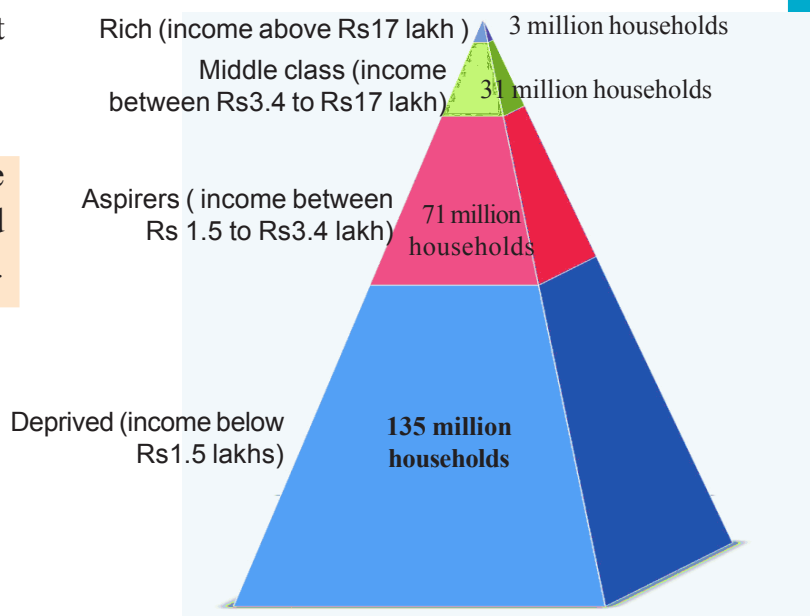 t
Rich (income above Rs17 lakh )
3 million households
Middle class (income
between Rs3.4 to Rs17 lakh)
31 million households
e
d
.
Aspirers ( income between
Rs 1.5 to Rs3.4 lakh)
71 million
households
Deprived (income below
Rs1.5 lakhs)
135 million
households